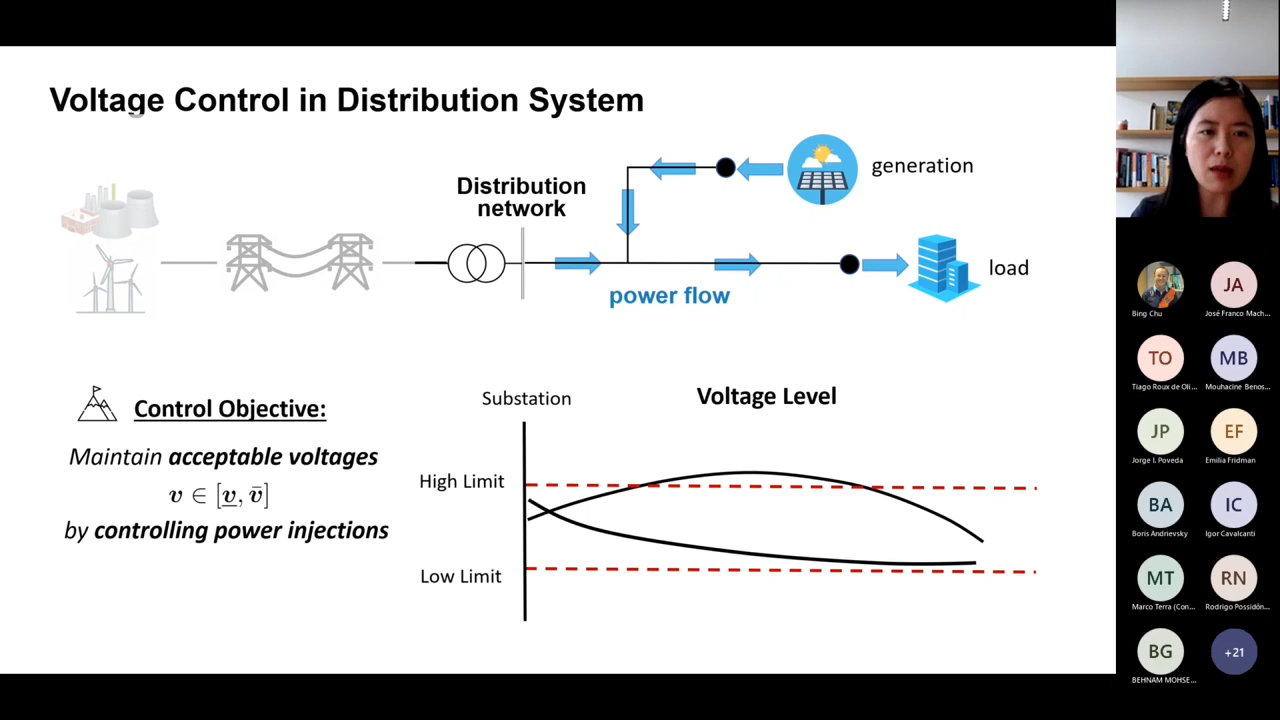 Voltage Control in Distribution System
generation
Distribution
network
load
power flow
Control Objective:
Maintain acceptable voltages
v ∈ [v̲, v̄]
by controlling power injections
Substation
Voltage Level
High Limit
Low Limit
Bing Chu
JA
José Franco Mach...
TO
Tiago Roux de Oli...
MB
Mouhacine Benos...
JP
Jorge I. Poveda
EF
Emilia Fridman
BA
Boris Andrievsky
IC
Igor Cavalcanti
MT
Marco Terra (Con...
RN
Rodrigo Possidôn...
BG
BEHNAM MOHSE...
+21